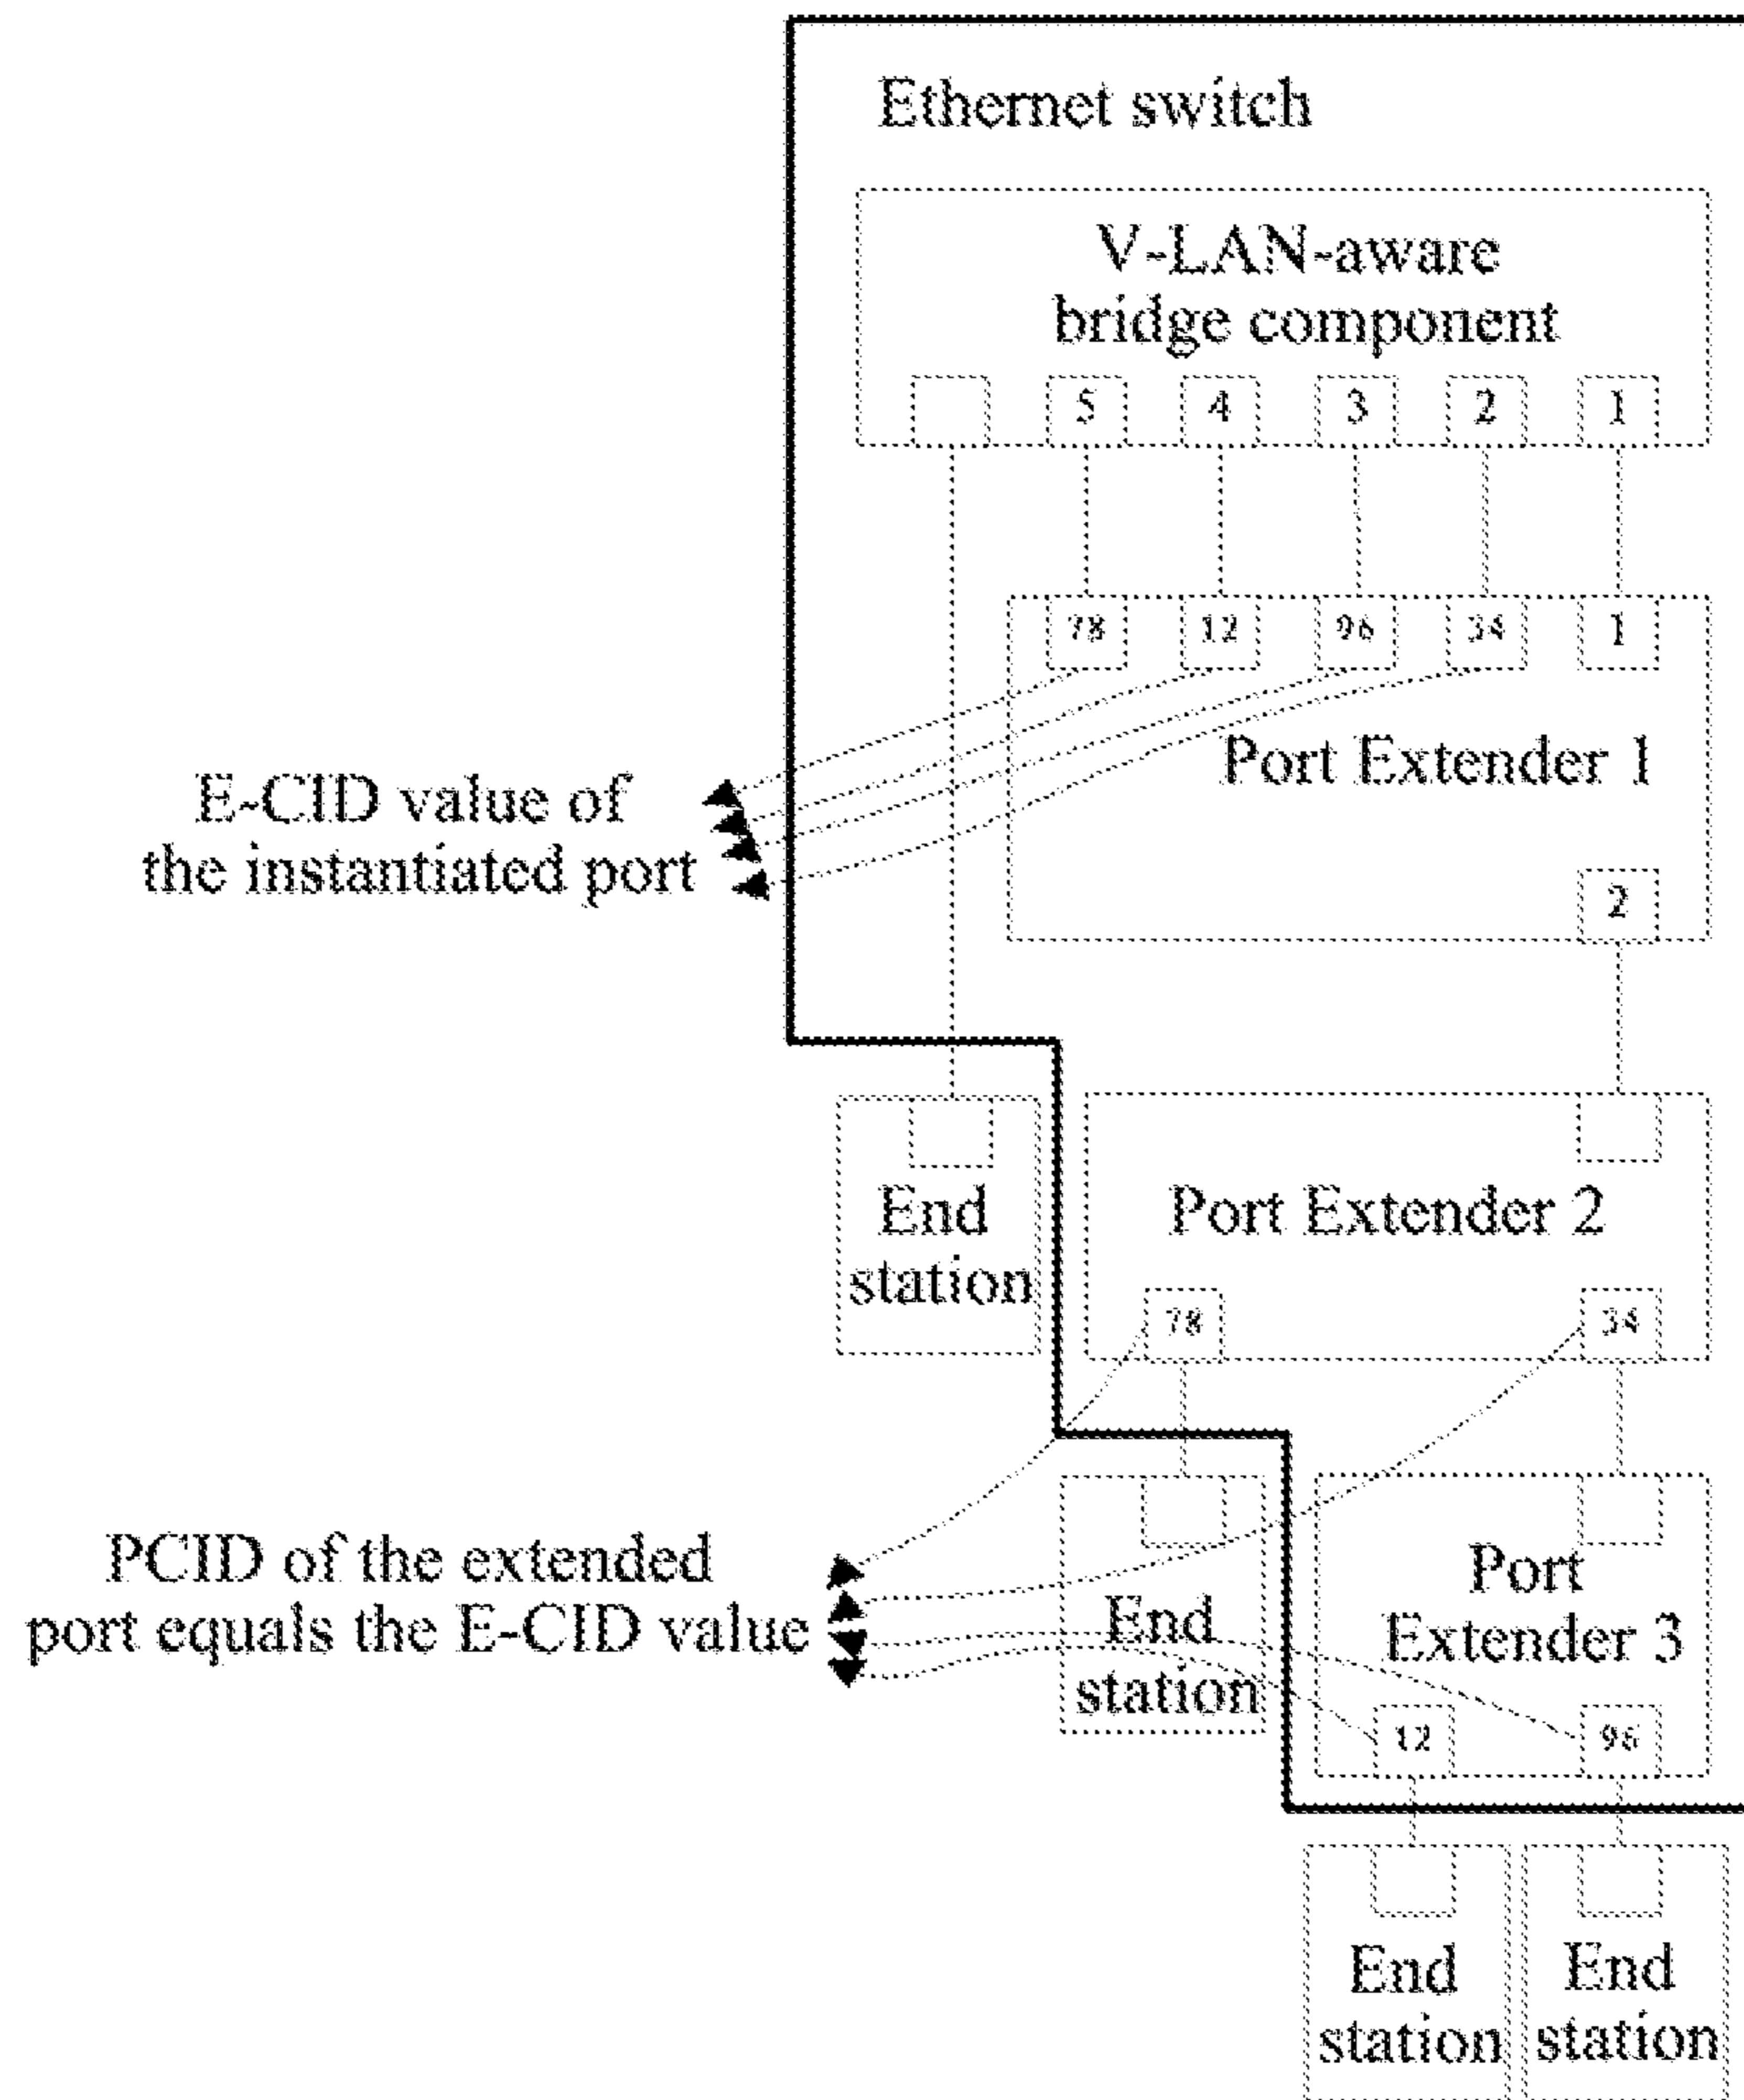 Ethernet switch
V-LAN-aware
bridge component
5 4 3 2 1
78 12 96 34 1
Port Extender 1
E-CID value of
the instantiated port
2
Port Extender 2
End
station
78 34
PCID of the extended
port equals the E-CID value
Port
Extender 3
End
station
12 96
End
station
End
station